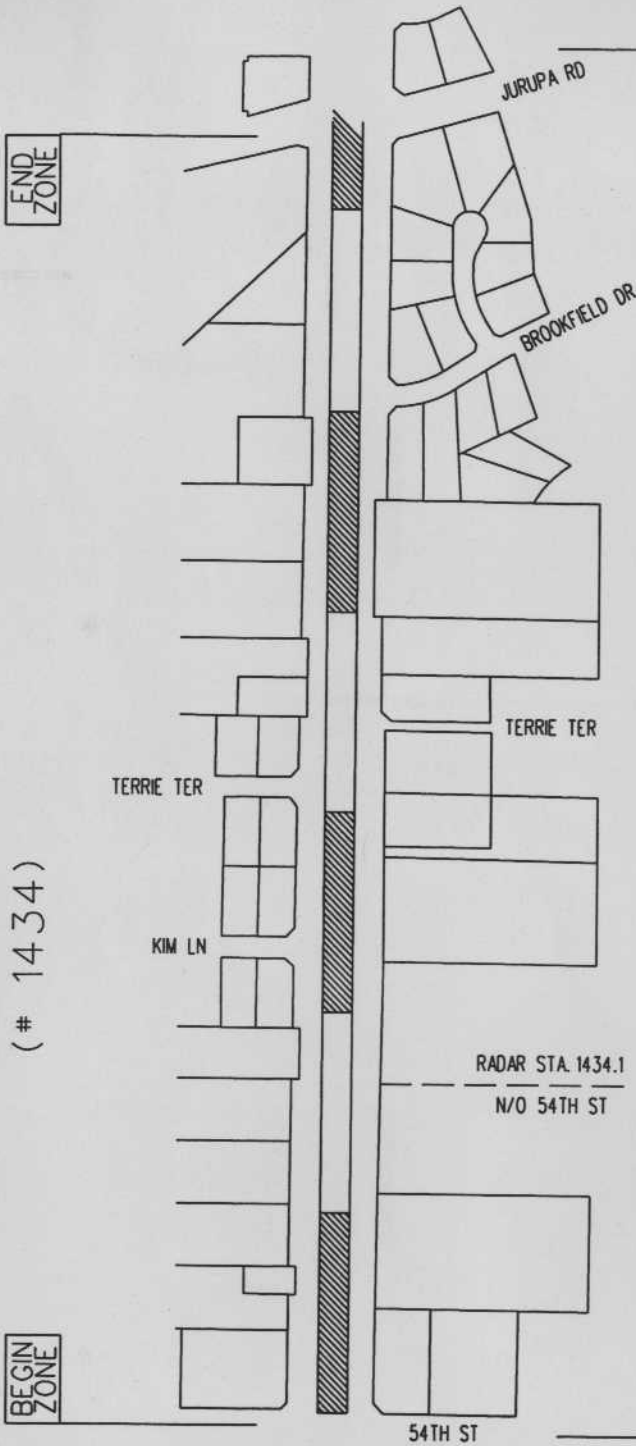 JURUPA RD
END
ZONE
BROOKFIELD DR
TERRIE TER
TERRIE TER
(# 1434)
KIM LN
RADAR STA. 1434.1
N/O 54TH ST
BEGIN
ZONE
54TH ST